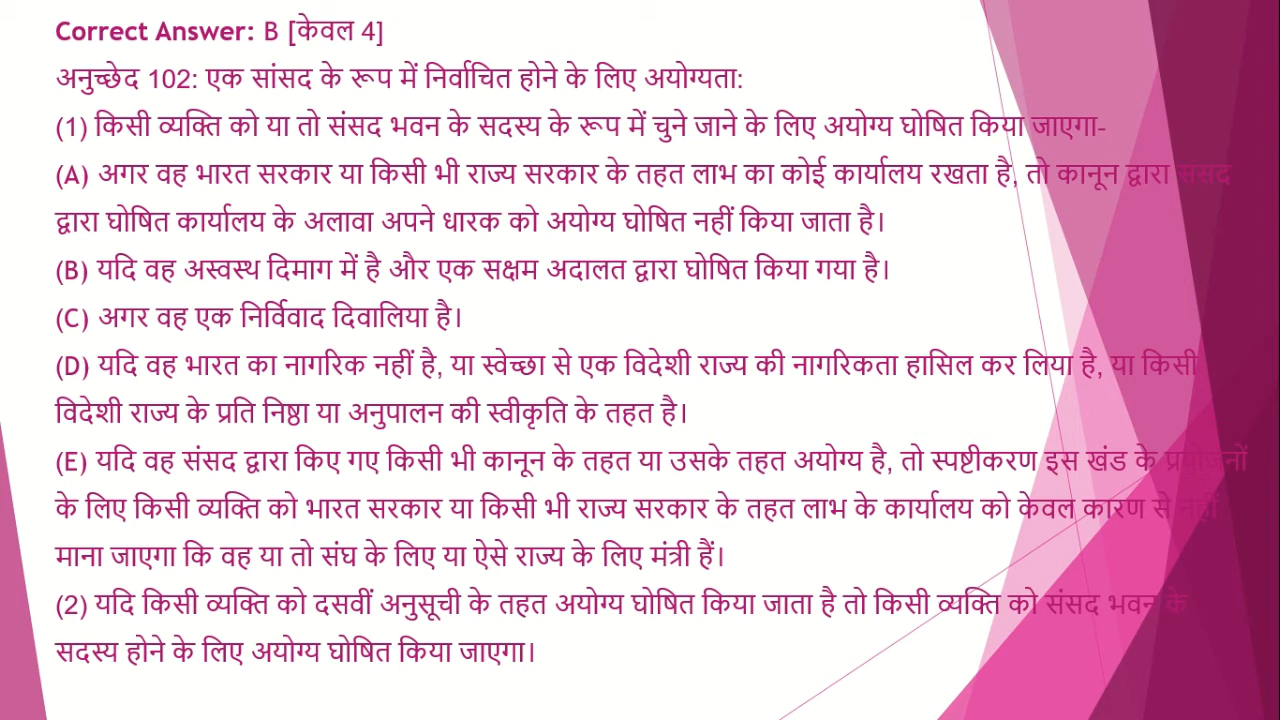 Correct Answer: B [केवल 4]
अनुच्छेद 102: एक सांसद के रूप में निर्वाचित होने के लिए अयोग्यता:
(1) किसी व्यक्ति को या तो संसद भवन के सदस्य के रूप में चुने जाने के लिए अयोग्य घोषित किया जाएगा-
(A) अगर वह भारत सरकार या किसी भी राज्य सरकार के तहत लाभ का कोई कार्यालय रखता है, तो कानून द्वारा संसद
द्वारा घोषित कार्यालय के अलावा अपने धारक को अयोग्य घोषित नहीं किया जाता है।
(B) यदि वह अस्वस्थ दिमाग में है और एक सक्षम अदालत द्वारा घोषित किया गया है।
(C) अगर वह एक निर्विवाद दिवालिया है।
(D) यदि वह भारत का नागरिक नहीं है, या स्वेच्छा से एक विदेशी राज्य की नागरिकता हासिल कर लिया है, या किसी
विदेशी राज्य के प्रति निष्ठा या अनुपालन की स्वीकृति के तहत है।
(E) यदि वह संसद द्वारा किए गए किसी भी कानून के तहत या उसके तहत अयोग्य है, तो स्पष्टीकरण इस खंड के प्रयोजनों
के लिए किसी व्यक्ति को भारत सरकार या किसी भी राज्य सरकार के तहत लाभ के कार्यालय को केवल कारण से नहीं
माना जाएगा कि वह या तो संघ के लिए या ऐसे राज्य के लिए मंत्री हैं।
(2) यदि किसी व्यक्ति को दसवीं अनुसूची के तहत अयोग्य घोषित किया जाता है तो किसी व्यक्ति को संसद भवन के
सदस्य होने के लिए अयोग्य घोषित किया जाएगा।